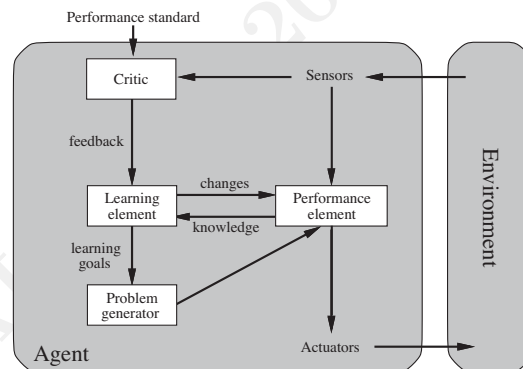 Performance standard
Critic
Sensors
feedback
changes
Learning
element
Performance
element
knowledge
learning
goals
Problem
generator
Agent
Actuators
Environment